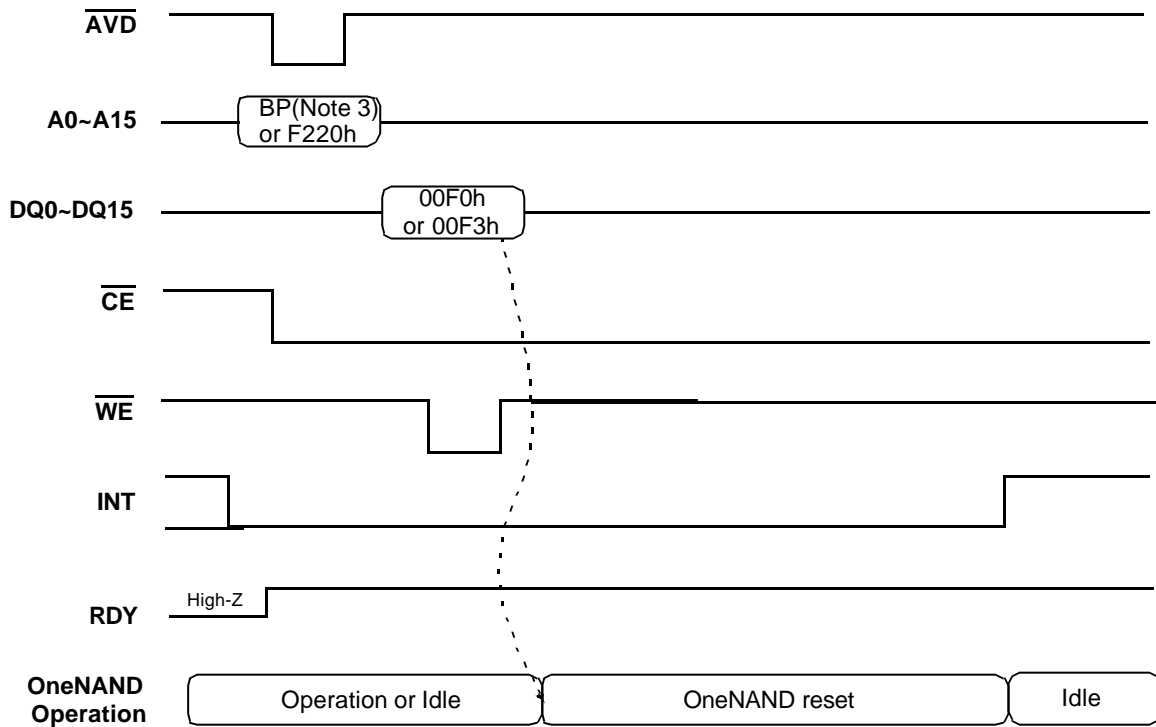 AVD
A0~A15
BP(Note 3)
or F220h
DQ0~DQ15
00F0h
or 00F3h
CE
WE
INT
High-Z
RDY
OneNAND
Operation
Operation or Idle
OneNAND reset
Idle